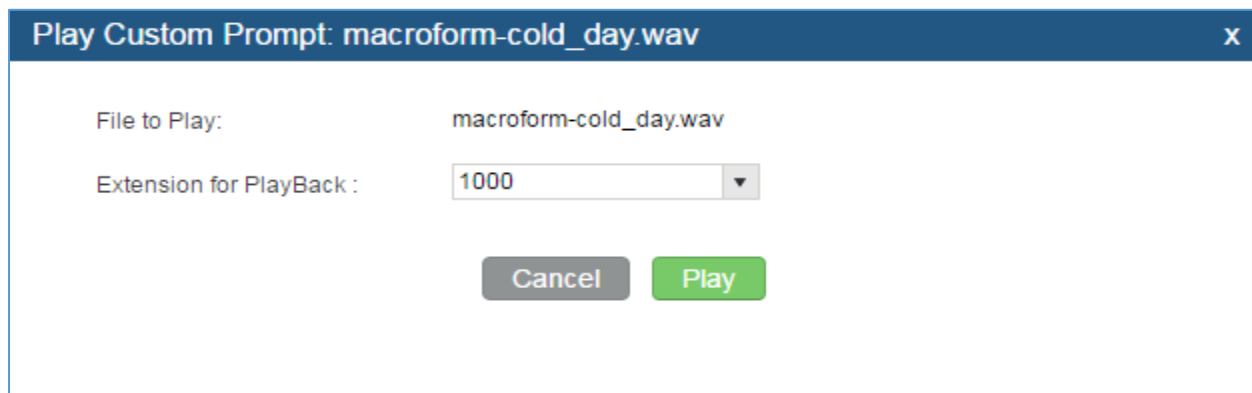 Play Custom Prompt: macroform-cold_day.wav x
File to Play: macroform-cold_day.wav
Extension for PlayBack : 1000
Cancel Play